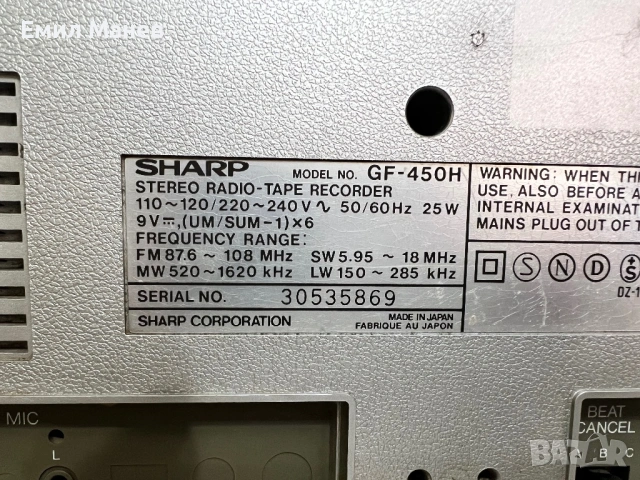 Емил Манев
SHARP MODEL NO. GF-450H
STEREO RADIO-TAPE RECORDER
110~120/220~240V∿ 50/60Hz 25W
9V⎓,(UM/SUM-1)×6
FREQUENCY RANGE:
FM 87.6 ~ 108 MHz SW 5.95 ~ 18 MHz
MW 520 ~ 1620 kHz LW 150 ~ 285 kHz
SERIAL NO. 30535869
SHARP CORPORATION MADE IN JAPAN
FABRIQUE AU JAPON
WARNING: WHEN
USE, ALSO BEFORE
INTERNAL
MAINS PLUG OUT OF
S N D
MIC
L
BEAT
CANCEL
A B C
BAZAR